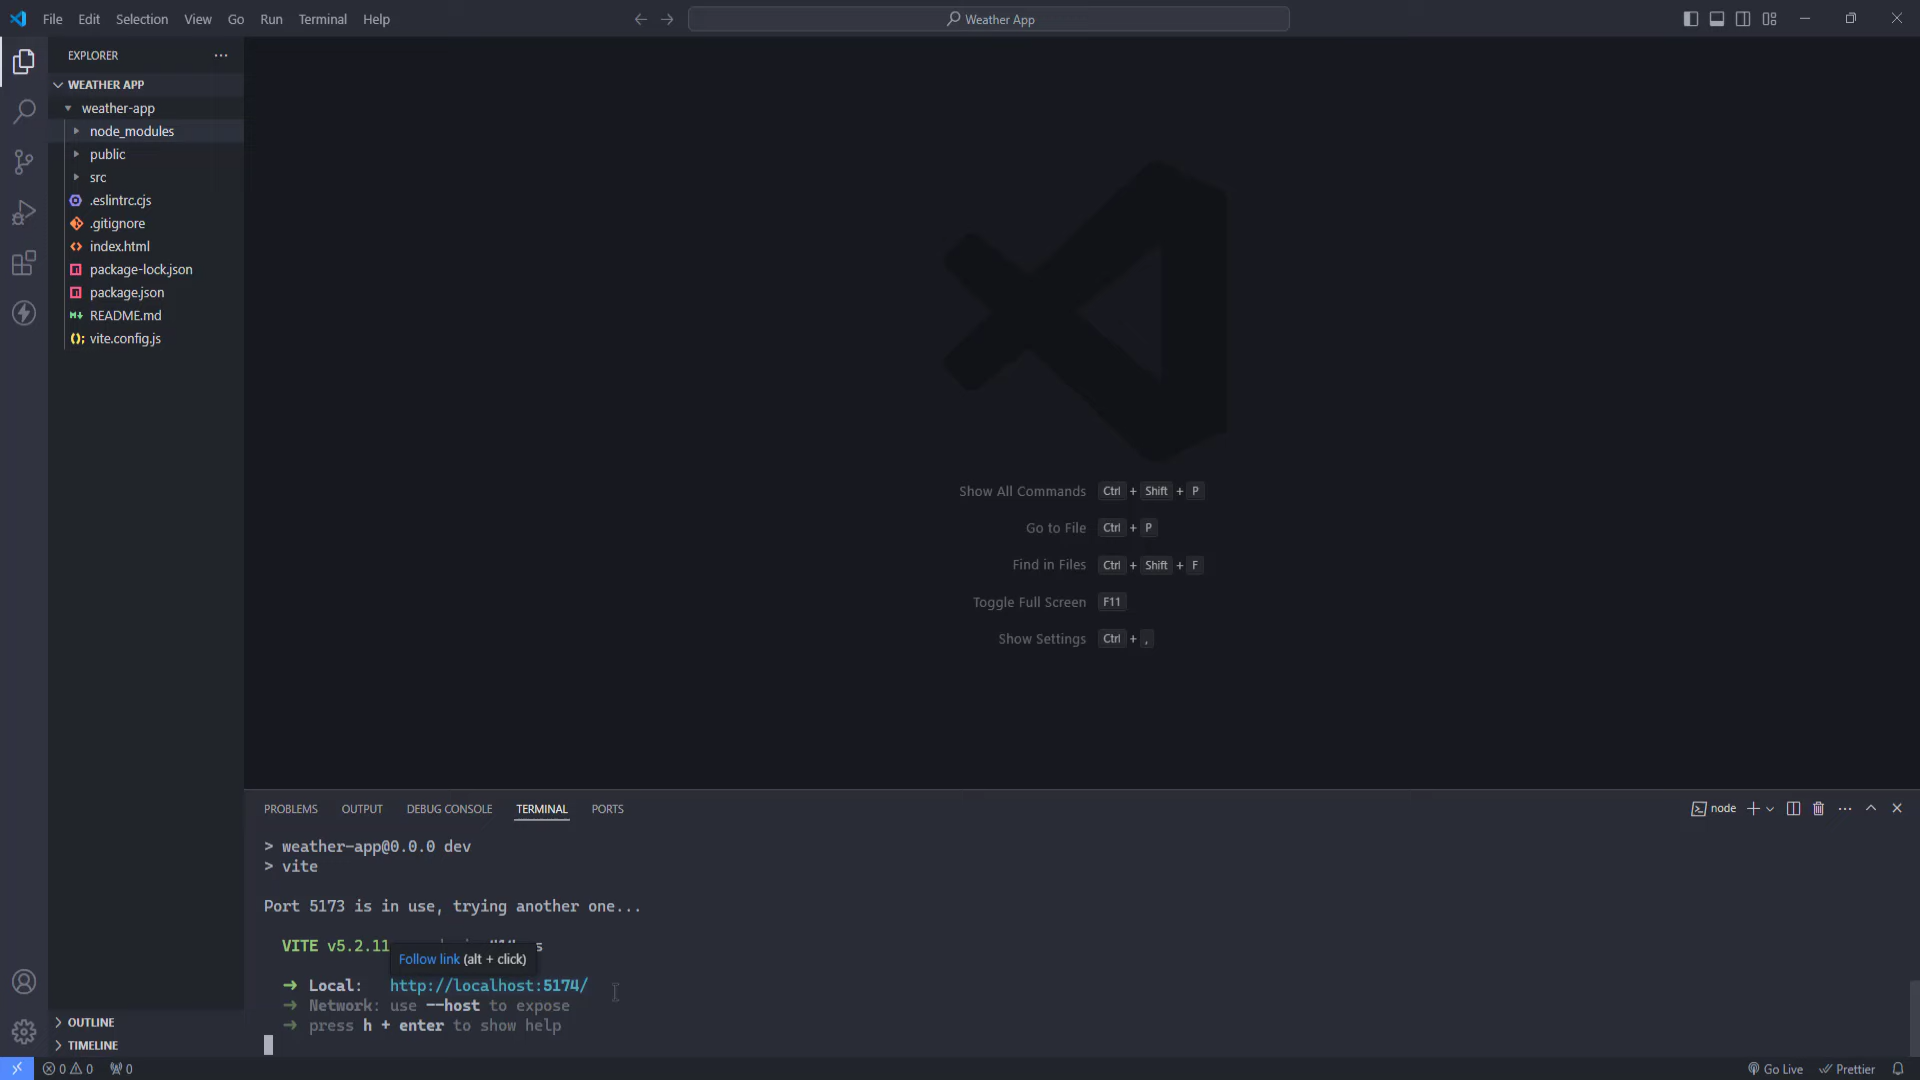 File Edit Selection View Go Run Terminal Help
Weather App
EXPLORER
WEATHER APP
weather-app
node_modules
public
src
.eslintrc.cjs
.gitignore
index.html
package-lock.json
package.json
README.md
vite.config.js
Show All Commands Ctrl + Shift + P
Go to File Ctrl + P
Find in Files Ctrl + Shift + F
Toggle Full Screen F11
Show Settings Ctrl + ,
PROBLEMS OUTPUT DEBUG CONSOLE TERMINAL PORTS
node
> weather-app@0.0.0 dev
> vite
Port 5173 is in use, trying another one...
VITE v5.2.11
Follow link (alt + click)
➜ Local: http://localhost:5174/
➜ Network: use --host to expose
➜ press h + enter to show help
OUTLINE
TIMELINE
0 0 0
Go Live Prettier